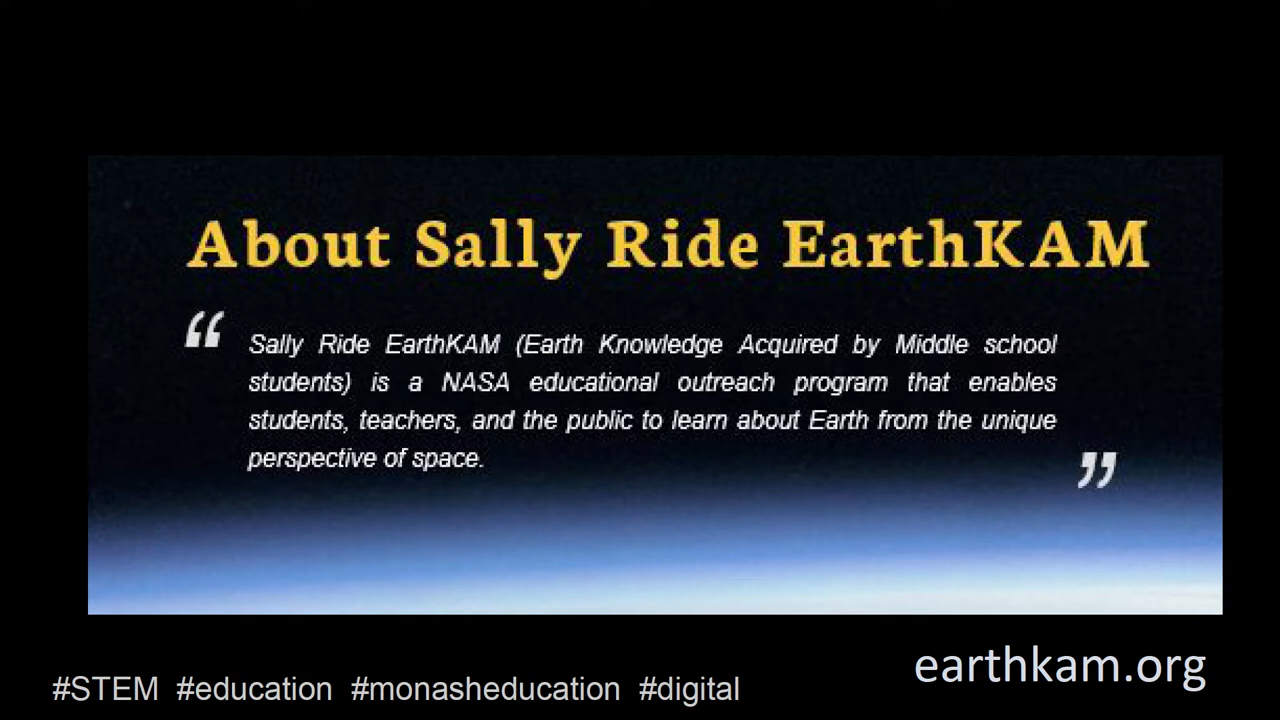 About Sally Ride EarthKAM
“ Sally Ride EarthKAM (Earth Knowledge Acquired by Middle school
students) is a NASA educational outreach program that enables
students, teachers, and the public to learn about Earth from the unique
perspective of space. ”
earthkam.org
#STEM #education #monasheducation #digital